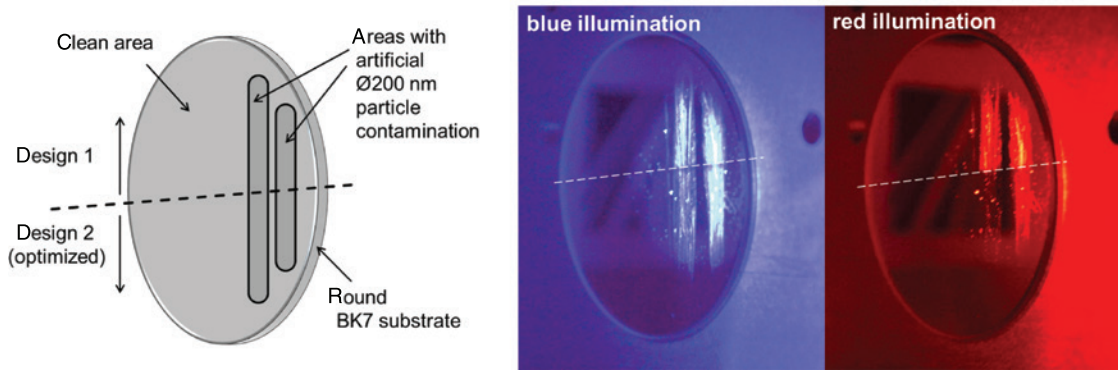 Clean area
Areas with
artificial
Ø200 nm
particle
contamination
Design 1
Design 2
(optimized)
Round
BK7 substrate
blue illumination
red illumination